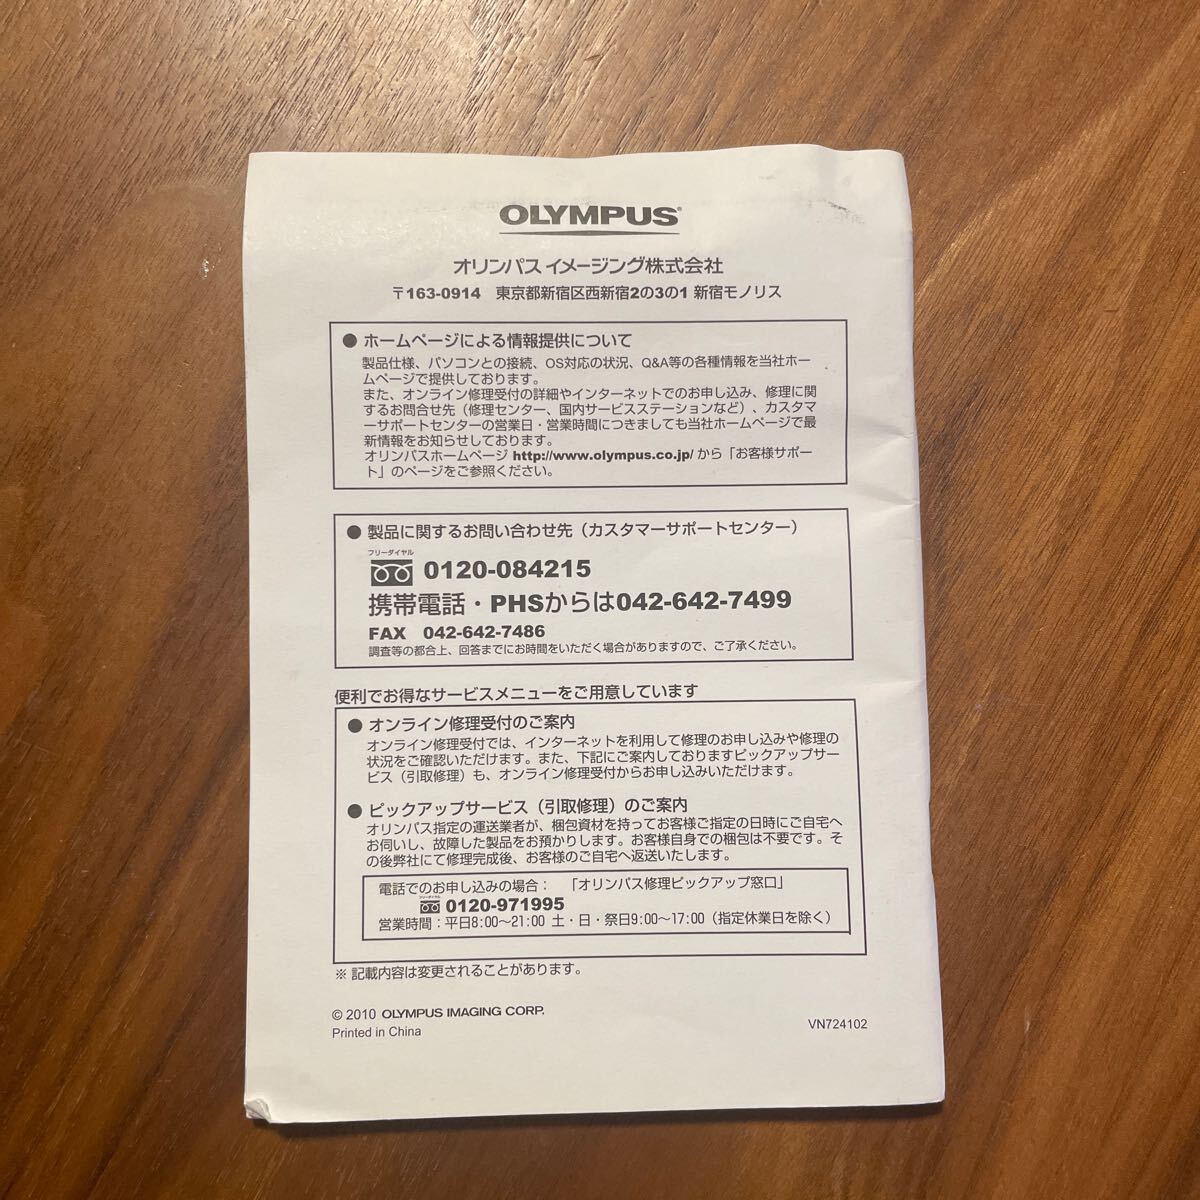 OLYMPUS®
オリンパス イメージング株式会社
〒163-0914 東京都新宿区西新宿2の3の1 新宿モノリス
● ホームページによる情報提供について
製品仕様、パソコンとの接続、OS対応の状況、Q&A等の各種情報を当社ホー
ムページで提供しております。
また、オンライン修理受付の詳細やインターネットでのお申し込み、修理に関
するお問合せ先（修理センター、国内サービスステーションなど）、カスタマ
ーサポートセンターの営業日・営業時間につきましても当社ホームページで最
新情報をお知らせしております。
オリンパスホームページ http://www.olympus.co.jp/ から「お客様サポー
ト」のページをご参照ください。
● 製品に関するお問い合わせ先（カスタマーサポートセンター）
フリーダイヤル
0120-084215
携帯電話・PHSからは042-642-7499
FAX 042-642-7486
調査等の都合上、回答までにお時間をいただく場合がありますので、ご了承ください。
便利でお得なサービスメニューをご用意しています
● オンライン修理受付のご案内
オンライン修理受付では、インターネットを利用して修理のお申し込みや修理の
状況をご確認いただけます。また、下記にご案内しておりますピックアップサー
ビス（引取修理）も、オンライン修理受付からお申し込みいただけます。
● ピックアップサービス（引取修理）のご案内
オリンパス指定の運送業者が、梱包資材を持ってお客様ご指定の日時にご自宅へ
お伺いし、故障した製品をお預かりします。お客様自身での梱包は不要です。そ
の後弊社にて修理完成後、お客様のご自宅へ返送いたします。
電話でのお申し込みの場合： 「オリンパス修理ピックアップ窓口」
フリーダイヤル
0120-971995
営業時間：平日8:00～21:00 土・日・祭日9:00～17:00（指定休業日を除く）
※ 記載内容は変更されることがあります。
© 2010 OLYMPUS IMAGING CORP.
Printed in China
VN724102